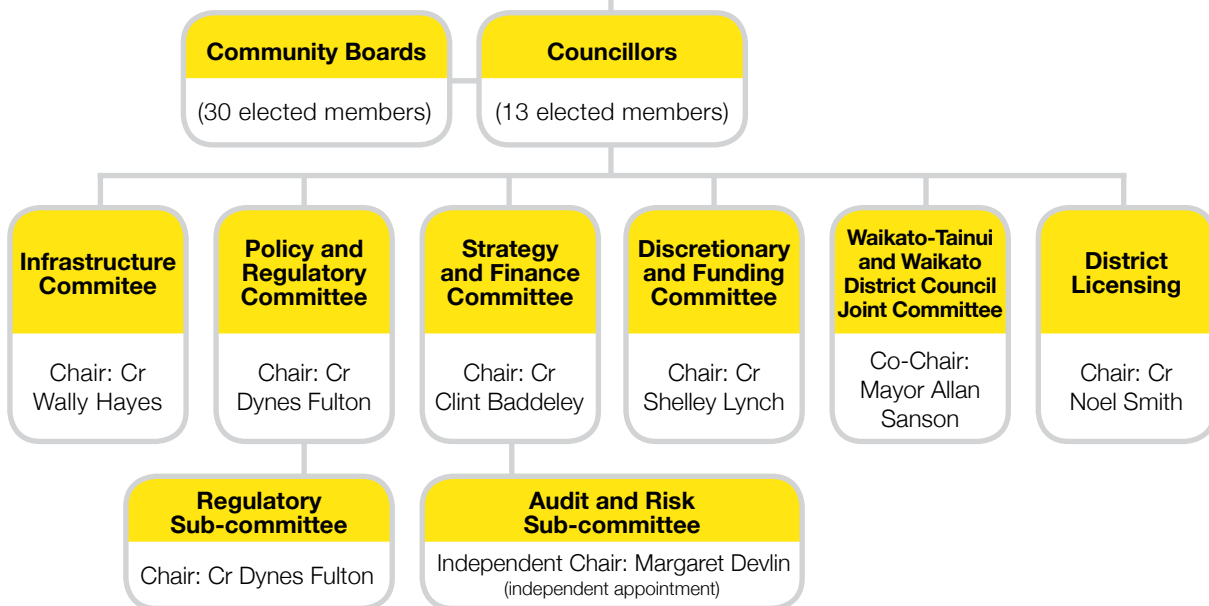 Community Boards
(30 elected members)
Councillors
(13 elected members)
Infrastructure
Commitee
Chair: Cr
Wally Hayes
Policy and
Regulatory
Committee
Chair: Cr
Dynes Fulton
Strategy
and Finance
Committee
Chair: Cr
Clint Baddeley
Discretionary
and Funding
Committee
Chair: Cr
Shelley Lynch
Waikato-Tainui
and Waikato
District Council
Joint Committee
Co-Chair:
Mayor Allan
Sanson
District
Licensing
Chair: Cr
Noel Smith
Regulatory
Sub-committee
Chair: Cr Dynes Fulton
Audit and Risk
Sub-committee
Independent Chair: Margaret Devlin
(independent appointment)